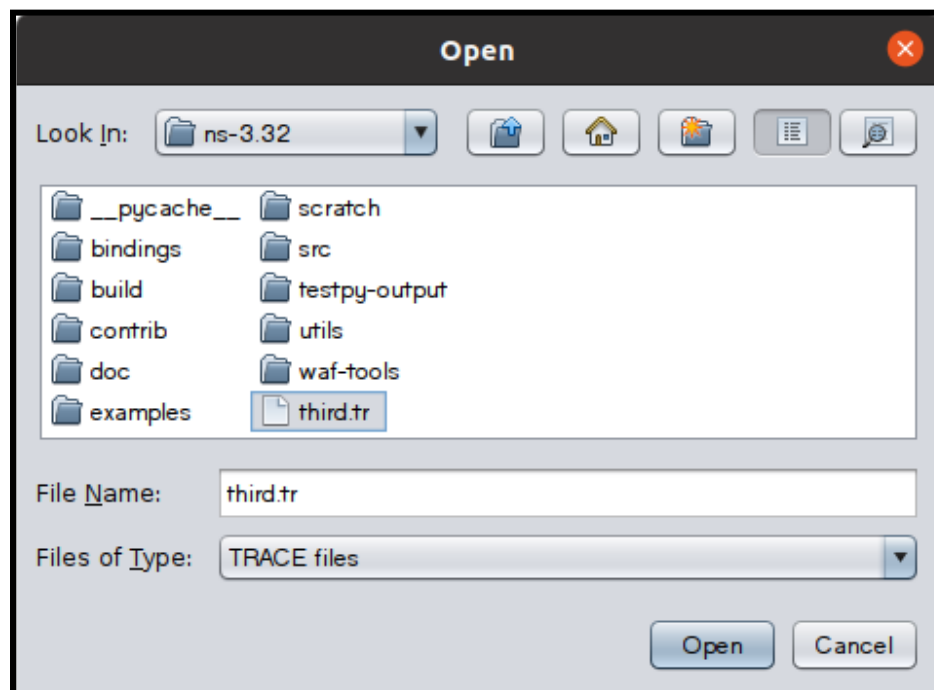 Open
Look In: ns-3.32
__pycache__ scratch
bindings src
build testpy-output
contrib utils
doc waf-tools
examples third.tr
File Name: third.tr
Files of Type: TRACE files
Open Cancel